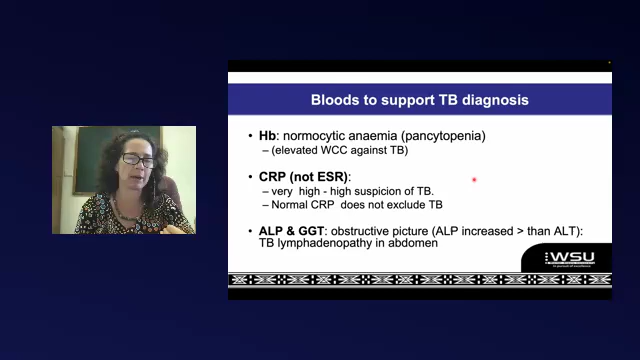 Bloods to support TB diagnosis
• Hb: normocytic anaemia (pancytopenia)
– (elevated WCC against TB)
• CRP (not ESR):
– very high - high suspicion of TB.
– Normal CRP does not exclude TB
• ALP & GGT: obstructive picture (ALP increased > than ALT):
TB lymphadenopathy in abdomen
WSU